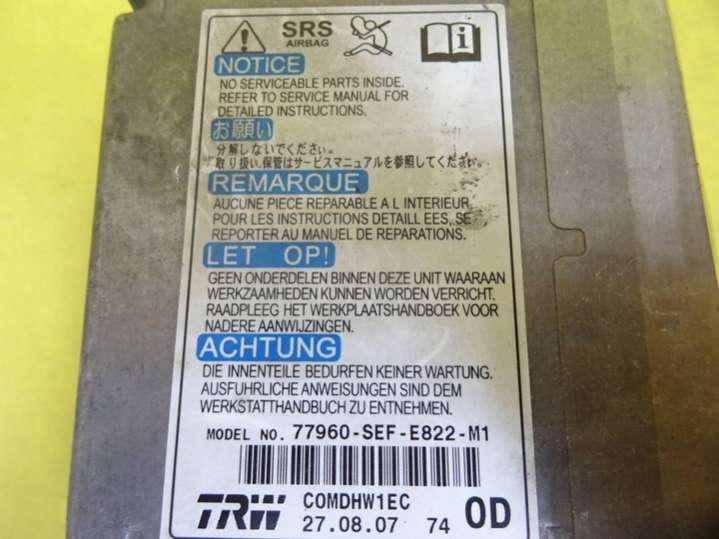 SRS
AIRBAG
NOTICE
NO SERVICEABLE PARTS INSIDE.
REFER TO SERVICE MANUAL FOR
DETAILED INSTRUCTIONS.
お願い
分解しないでください。
取り扱い、保管はサービスマニュアルを参照してください。
REMARQUE
AUCUNE PIECE REPARABLE A L INTERIEUR.
POUR LES INSTRUCTIONS DETAILL EES, SE
REPORTER AU MANUEL DE REPARATIONS.
LET OP!
GEEN ONDERDELEN BINNEN DEZE UNIT WAARAAN
WERKZAAMHEDEN KUNNEN WORDEN VERRICHT.
RAADPLEEG HET WERKPLAATSHANDBOEK VOOR
NADERE AANWIJZINGEN.
ACHTUNG
DIE INNENTEILE BEDURFEN KEINER WARTUNG.
AUSFUHRLICHE ANWEISUNGEN SIND DEM
WERKSTATTHANDBUCH ZU ENTNEHMEN.
MODEL NO. 77960-SEF-E822-M1
TRW COMDHW1EC
27.08.07 74 0D